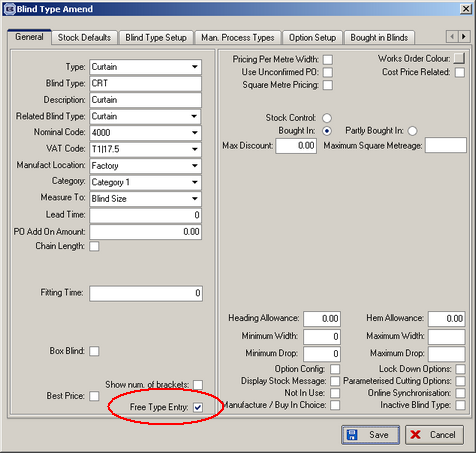 Blind Type Amend
General Stock Defaults Blind Type Setup Man. Process Types Option Setup Bought in Blinds
Type: Curtain
Blind Type: CRT
Description: Curtain
Related Blind Type: Curtain
Nominal Code: 4000
VAT Code: T1|17.5
Manufact Location: Factory
Category: Category 1
Measure To: Blind Size
Lead Time: 0
PO Add On Amount: 0.00
Chain Length:
Fitting Time: 0
Box Blind:
Show num. of brackets:
Best Price:
Free Type Entry:
Pricing Per Metre Width: Works Order Colour:
Use Unconfirmed PO: Cost Price Related:
Square Metre Pricing:
Stock Control:
Bought In: Partly Bought In:
Max Discount: 0.00 Maximum Square Metreage:
Heading Allowance: 0.00 Hem Allowance: 0.00
Minimum Width: 0 Maximum Width:
Minimum Drop: 0 Maximum Drop:
Option Config: Lock Down Options:
Display Stock Message: Parameterised Cutting Options:
Not In Use: Online Synchronisation:
Manufacture / Buy In Choice: Inactive Blind Type:
Save Cancel